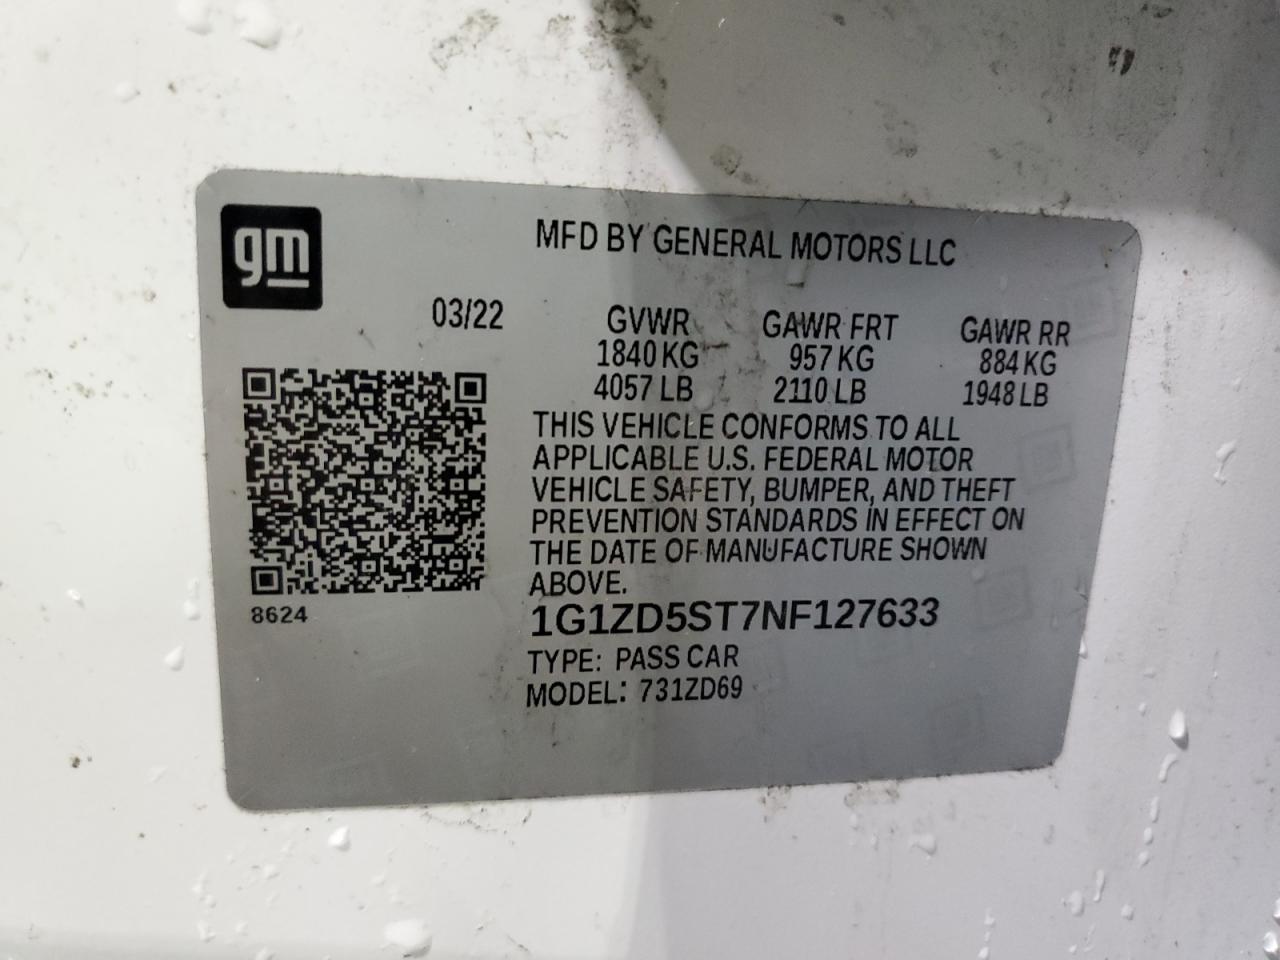 gm
MFD BY GENERAL MOTORS LLC
03/22 GVWR GAWR FRT GAWR RR
1840 KG 957 KG 884 KG
4057 LB 2110 LB 1948 LB
THIS VEHICLE CONFORMS TO ALL
APPLICABLE U.S. FEDERAL MOTOR
VEHICLE SAFETY, BUMPER, AND THEFT
PREVENTION STANDARDS IN EFFECT ON
THE DATE OF MANUFACTURE SHOWN
ABOVE.
8624
1G1ZD5ST7NF127633
TYPE: PASS CAR
MODEL: 731ZD69